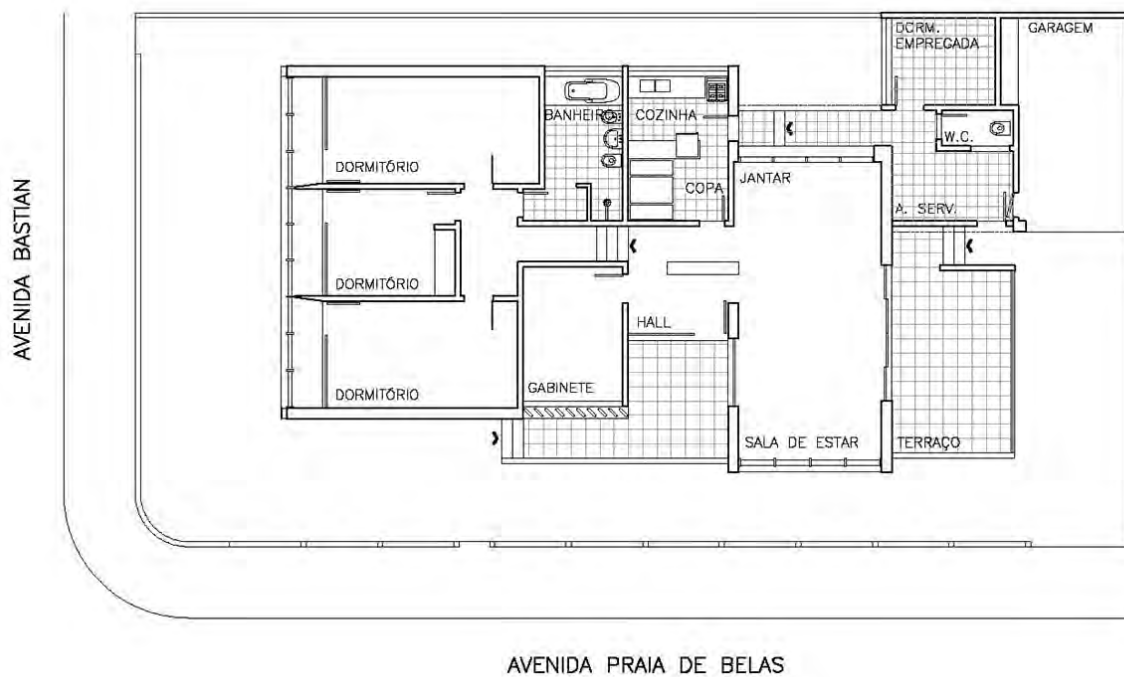 DORM.
EMPREGADA
GARAGEM
BANHEIRO
COZINHA
W.C.
DORMITÓRIO
COPA
JANTAR
A. SERV.
AVENIDA BASTIAN
DORMITÓRIO
HALL
DORMITÓRIO
GABINETE
SALA DE ESTAR
TERRAÇO
AVENIDA PRAIA DE BELAS